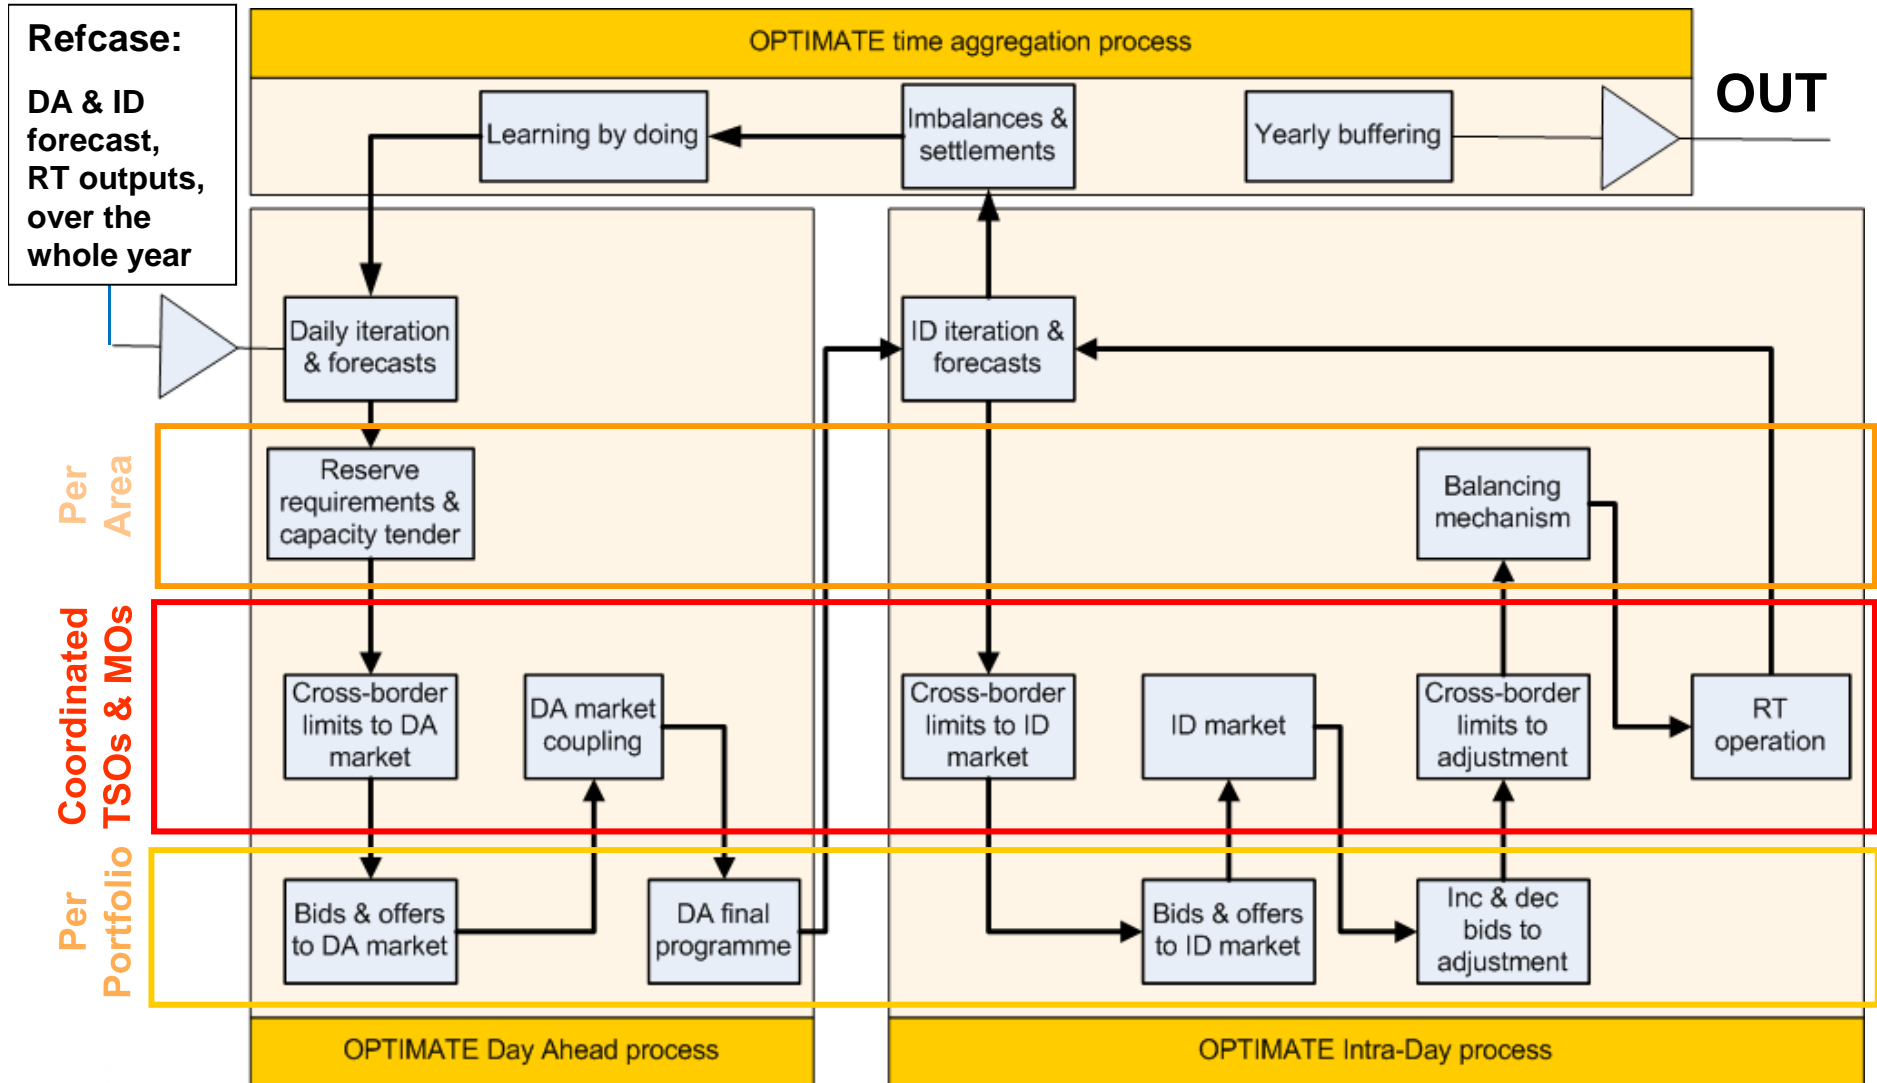 Refcase:
DA & ID
forecast,
RT outputs,
over the
whole year
OPTIMATE time aggregation process
OUT
Learning by doing
Imbalances &
settlements
Yearly buffering
Daily iteration
& forecasts
ID iteration &
forecasts
Per
Area
Reserve
requirements &
capacity tender
Balancing
mechanism
Coordinated
TSOs & MOs
Cross-border
limits to DA
market
DA market
coupling
Cross-border
limits to ID
market
ID market
Cross-border
limits to
adjustment
RT
operation
Per
Portfolio
Bids & offers
to DA market
DA final
programme
Bids & offers
to ID market
Inc & dec
bids to
adjustment
OPTIMATE Day Ahead process
OPTIMATE Intra-Day process